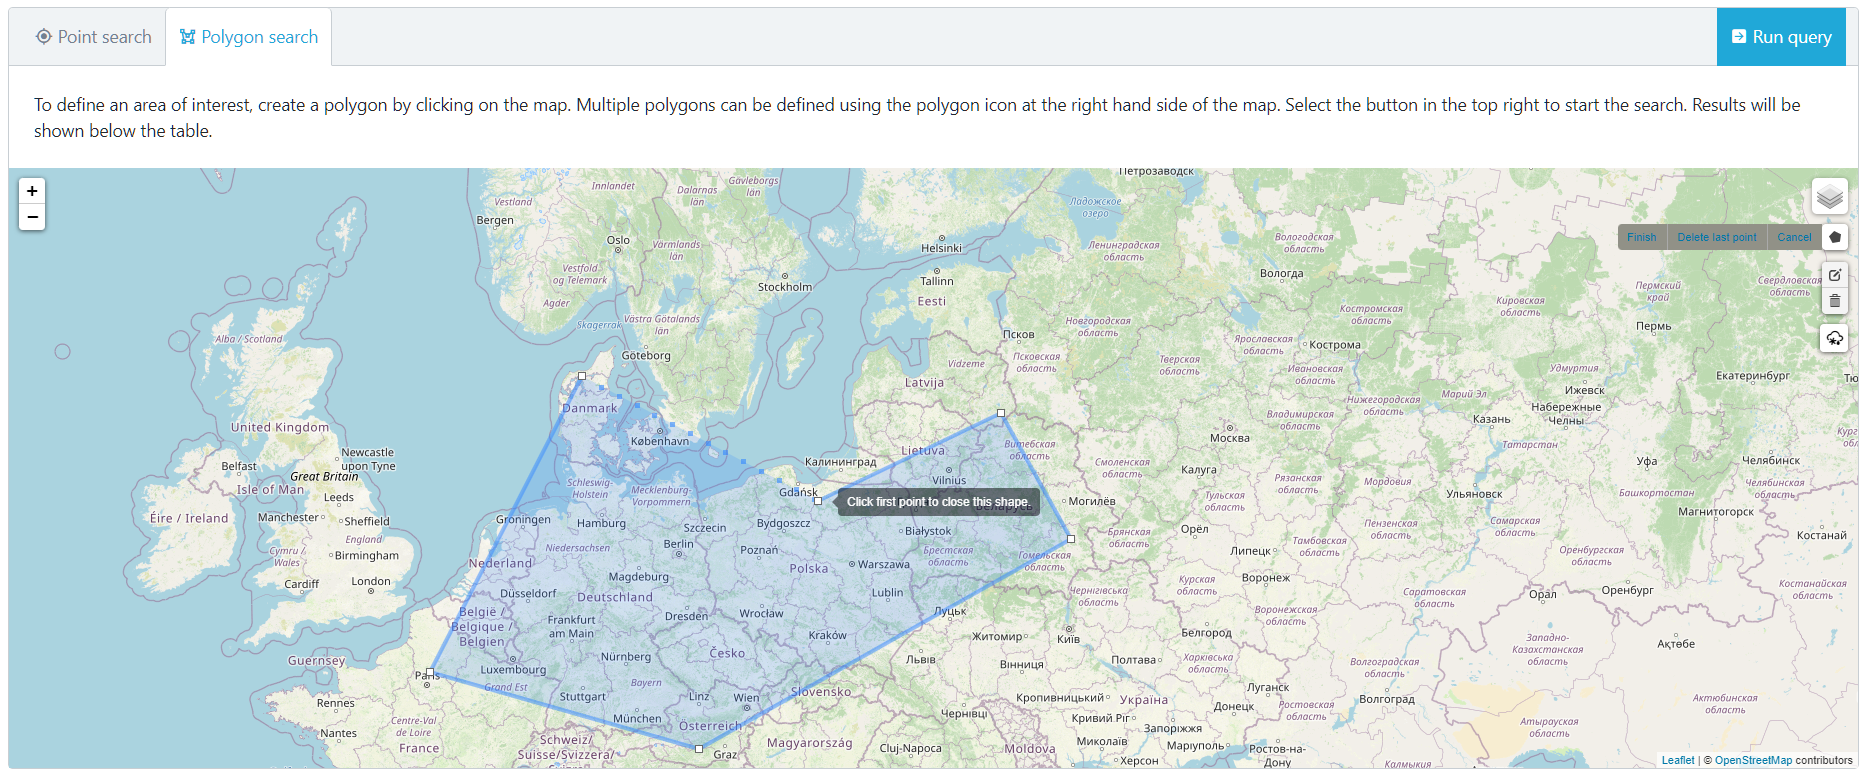 Point search
Polygon search
Run query
To define an area of interest, create a polygon by clicking on the map. Multiple polygons can be defined using the polygon icon at the right hand side of the map. Select the button in the top right to start the search. Results will be
shown below the table.
+
−
Finish
Delete last point
Cancel
Петрозаводск
Innlandet
Dalarnas
län
Gävleborgs
län
Vestland
Bergen
Oslo
Värmlands
län
Ладожское
озеро
Helsinki
Ленинградская
область
Вологодская
область
Вологда
Vestfold
og Telemark
Stockholm
Tallinn
Eesti
Agder
Skagerrak
Västra Götalands
län
Пермский
край
Свердловская
область
Кировская
область
Костромская
область
Новгородская
область
Псков
Пермь
Alba / Scotland
Göteborg
Vidzeme
Псковская
область
Тверская
область
Ярославская
область
Кострома
Ивановская
область
Удмуртия
Екатеринбург
Тю
Latvija
Ижевск
Марий Эл
Нижегородская
область
Набережные
Челны
Danmark
United Kingdom
Владимирская
область
Казань
København
Москва
Татарстан
Кург
Newcastle
upon Tyne
Belfast
Great Britain
Lietuva
Витебская
область
Калининград
Смоленская
область
Калуга
Уфа
Челябинск
Isle of Man
Leeds
Schleswig-
Holstein
Mecklenburg-
Vorpommern
Gdańsk
Vilnius
Рязанская
область
Ульяновск
Башкортостан
Челябинская
область
Click first point to close this shape.
Могилёв
Тульская
область
Éire / Ireland
Manchester
Sheffield
Groningen
Hamburg
Szczecin
Bydgoszcz
Białystok
Орёл
Пензенская
область
Самарская
область
Магнитогорск
England
Birmingham
Niedersachsen
Berlin
Poznań
Брестская
область
Гомельская
область
Брянская
область
Липецк
Тамбовская
область
Оренбургская
область
Костанай
Cymru /
Wales
Nederland
Polska
Warszawa
Cardiff
London
Magdeburg
Düsseldorf
Deutschland
Lublin
Чернігівська
область
Курская
область
Воронеж
Саратовская
область
Орал
Оренбург
Костанайская
область
België /
Belgique /
Belgien
Dresden
Wrocław
Луцьк
Воронежская
область
Frankfurt
am Main
Kraków
Житомир
Київ
Белгород
Западно-
Казахстанская
область
Ақтөбе
Guernsey
Luxembourg
Nürnberg
Česko
Львів
Вінниця
Полтава
Харківська
область
Волгоградская
область
Paris
Grand Est
Bayern
Stuttgart
Linz
Wien
Slovensko
Кропивницький
Україна
Луганск
Волгоград
Актюбинская
область
Rennes
Centre-Val
de Loire
München
Österreich
Чернівці
Кривий Ріг
Донецк
Ростовская
область
Атырауская
область
Nantes
France
Schweiz/
Suisse/Svizzera/
Graz
Magyarország
Cluj-Napoca
Moldova
Миколаїв
Запоріжжя
Маріуполь
Ростов-на-
Дону
Херсон
Калмыкия
Leaflet | © OpenStreetMap contributors